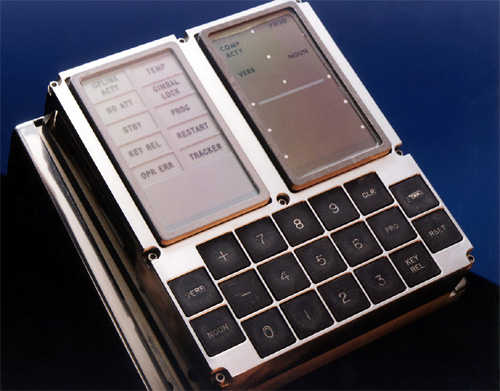 UPLINK ACTY
TEMP
NO ATT
GIMBAL LOCK
STBY
PROG
KEY REL
RESTART
OPR ERR
TRACKER
COMP ACTY
PROG
VERB
NOUN
VERB
NOUN
+
-
0
7
4
1
8
5
2
9
6
3
CLR
PRO
KEY REL
RSET